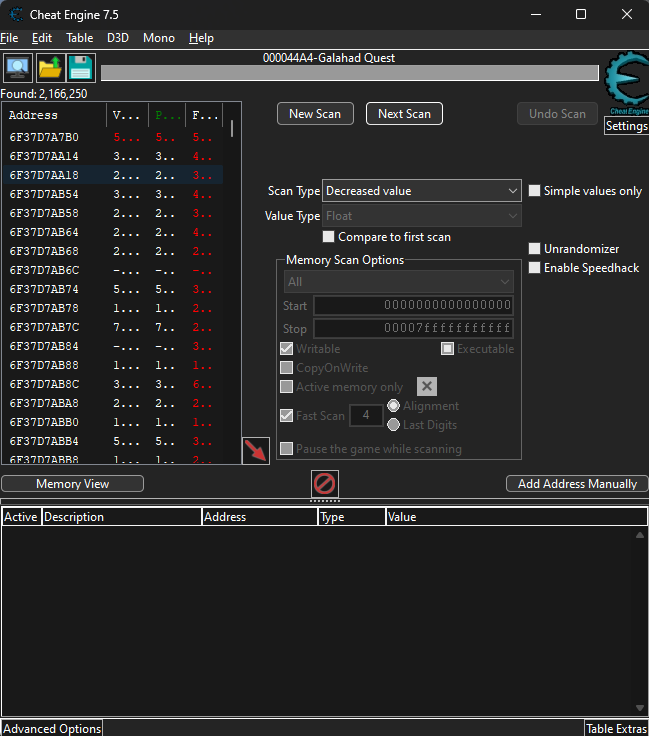 Cheat Engine 7.5
File Edit Table D3D Mono Help
000044A4-Galahad Quest
Found: 2,166,250
Cheat Engine
Settings
Address V... P... F...
6F37D7A7B0 5... 5.. 5..
6F37D7AA14 3... 3.. 4..
6F37D7AA18 2... 2.. 3..
6F37D7AB54 3... 3.. 4..
6F37D7AB58 2... 2.. 3..
6F37D7AB64 2... 2.. 4..
6F37D7AB68 2... 2.. 2..
6F37D7AB6C -... -.. -..
6F37D7AB74 5... 5.. 3..
6F37D7AB78 1... 1.. 2..
6F37D7AB7C 7... 7.. 2..
6F37D7AB84 -... -.. 3..
6F37D7AB88 1... 1.. 1..
6F37D7AB8C 3... 3.. 6..
6F37D7ABA8 2... 2.. 2..
6F37D7ABB0 1... 1.. 1..
6F37D7ABB4 5... 5.. 3..
6F37D7ABB8 1... 1.. 2..
New Scan Next Scan Undo Scan
Scan Type Decreased value Simple values only
Value Type Float
Compare to first scan
Unrandomizer
Enable Speedhack
Memory Scan Options
All
Start 0000000000000000
Stop 00007fffffffffff
Writable Executable
CopyOnWrite
Active memory only
Fast Scan 4 Alignment
Last Digits
Pause the game while scanning
Memory View Add Address Manually
Active Description Address Type Value
Advanced Options Table Extras